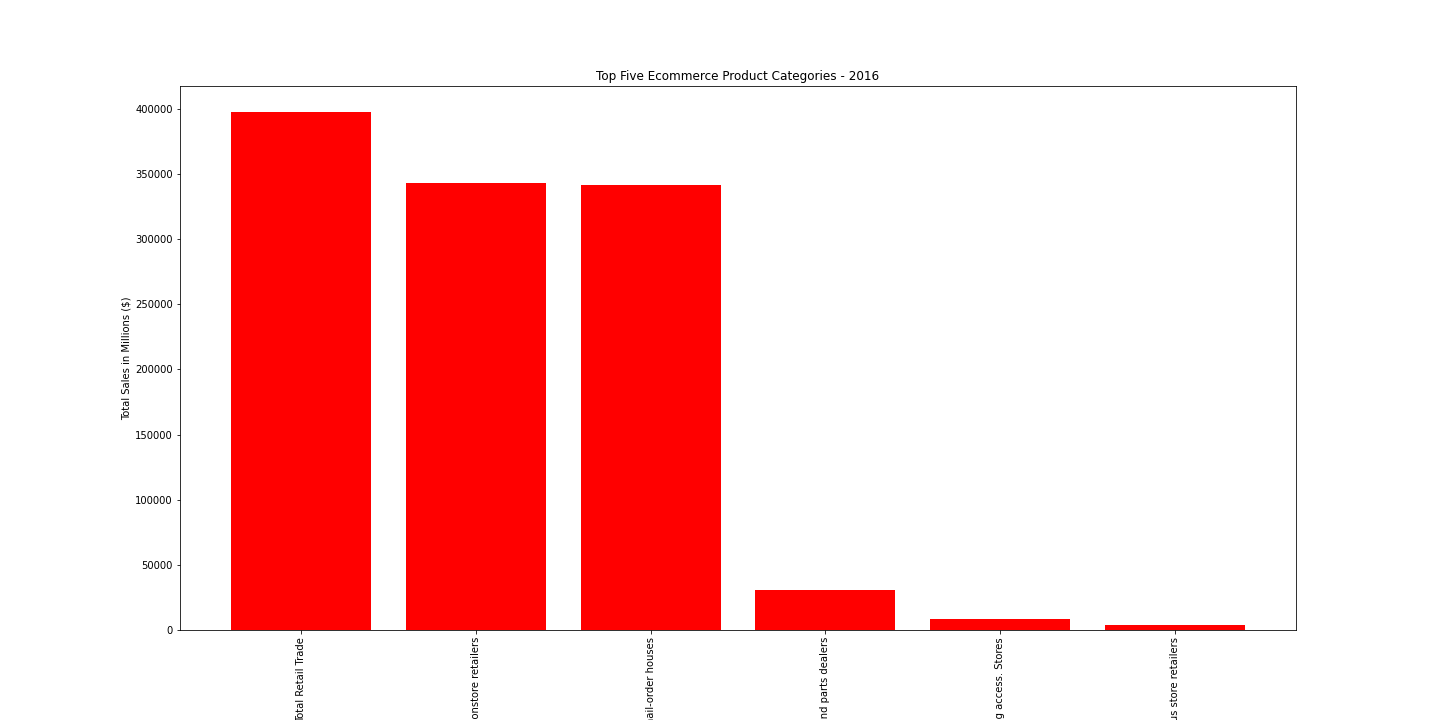 Top Five Ecommerce Product Categories - 2016
Total Sales in Millions ($)
400000
350000
300000
250000
200000
150000
100000
50000
0
Total Retail Trade
onstore retailers
ail-order houses
nd parts dealers
g access. Stores
us store retailers